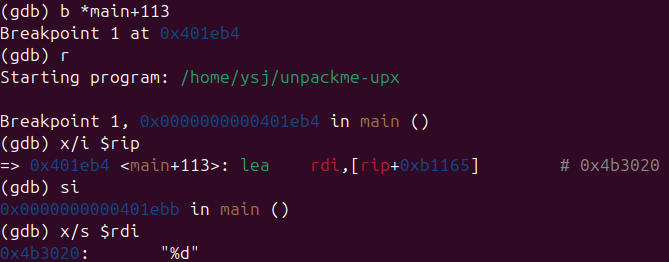 (gdb) b *main+113
Breakpoint 1 at 0x401eb4
(gdb) r
Starting program: /home/ysj/unpackme-upx

Breakpoint 1, 0x0000000000401eb4 in main ()
(gdb) x/i $rip
=> 0x401eb4 <main+113>: lea    rdi,[rip+0xb1165]        # 0x4b3020
(gdb) si
0x0000000000401ebb in main ()
(gdb) x/s $rdi
0x4b3020:       "%d"